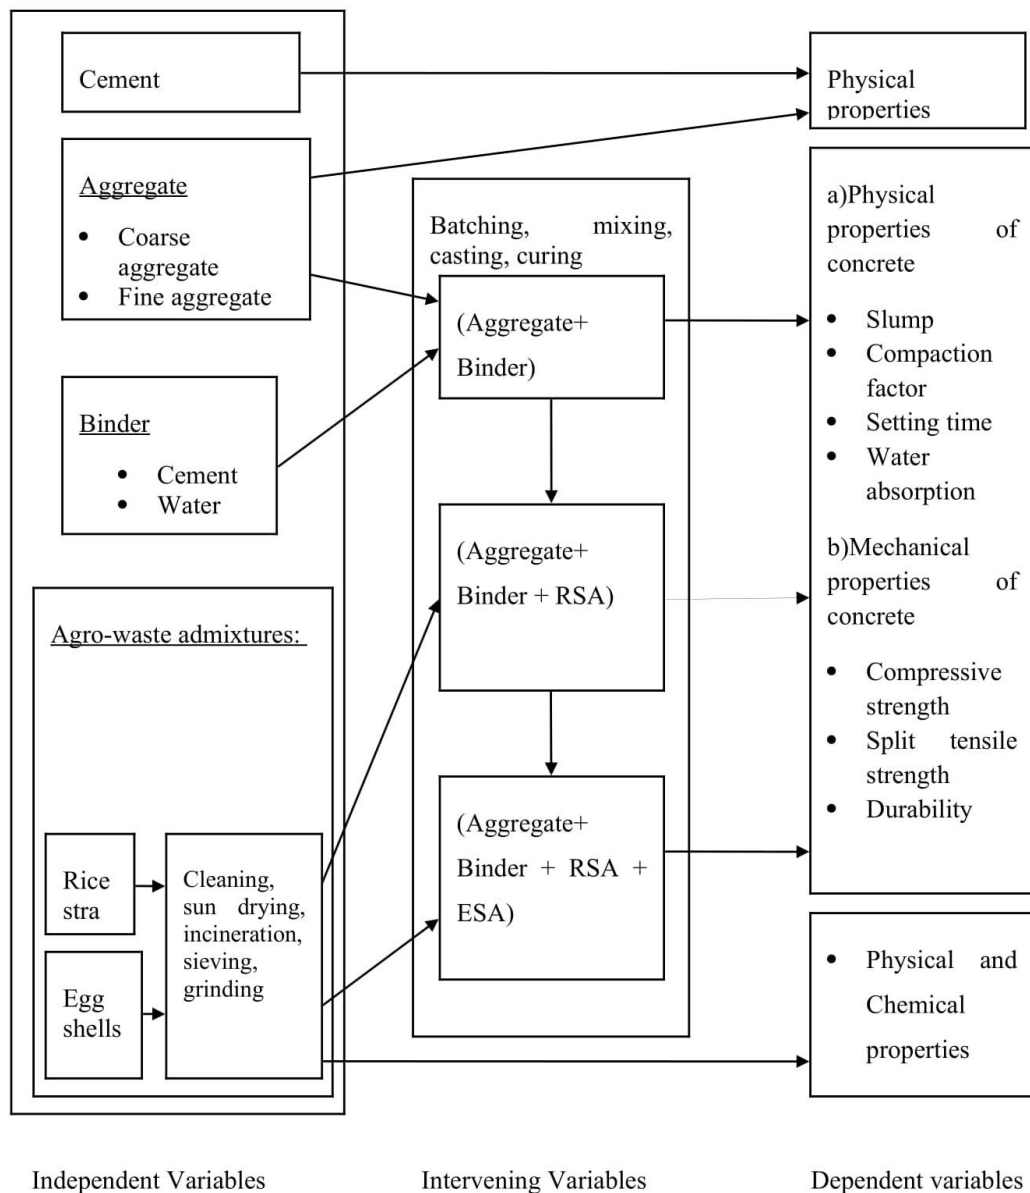 Cement
Physical
properties
Aggregate
• Coarse
aggregate
• Fine aggregate
Binder
• Cement
• Water
Agro-waste admixtures:
Rice
stra
Egg
shells
Cleaning,
sun drying,
incineration,
sieving,
grinding
Batching, mixing,
casting, curing
(Aggregate+
Binder)
(Aggregate+
Binder + RSA)
(Aggregate+
Binder + RSA +
ESA)
a)Physical
properties of
concrete
• Slump
• Compaction
factor
• Setting time
• Water
absorption
b)Mechanical
properties of
concrete
• Compressive
strength
• Split tensile
strength
• Durability
• Physical and
Chemical
properties
Independent Variables
Intervening Variables
Dependent variables